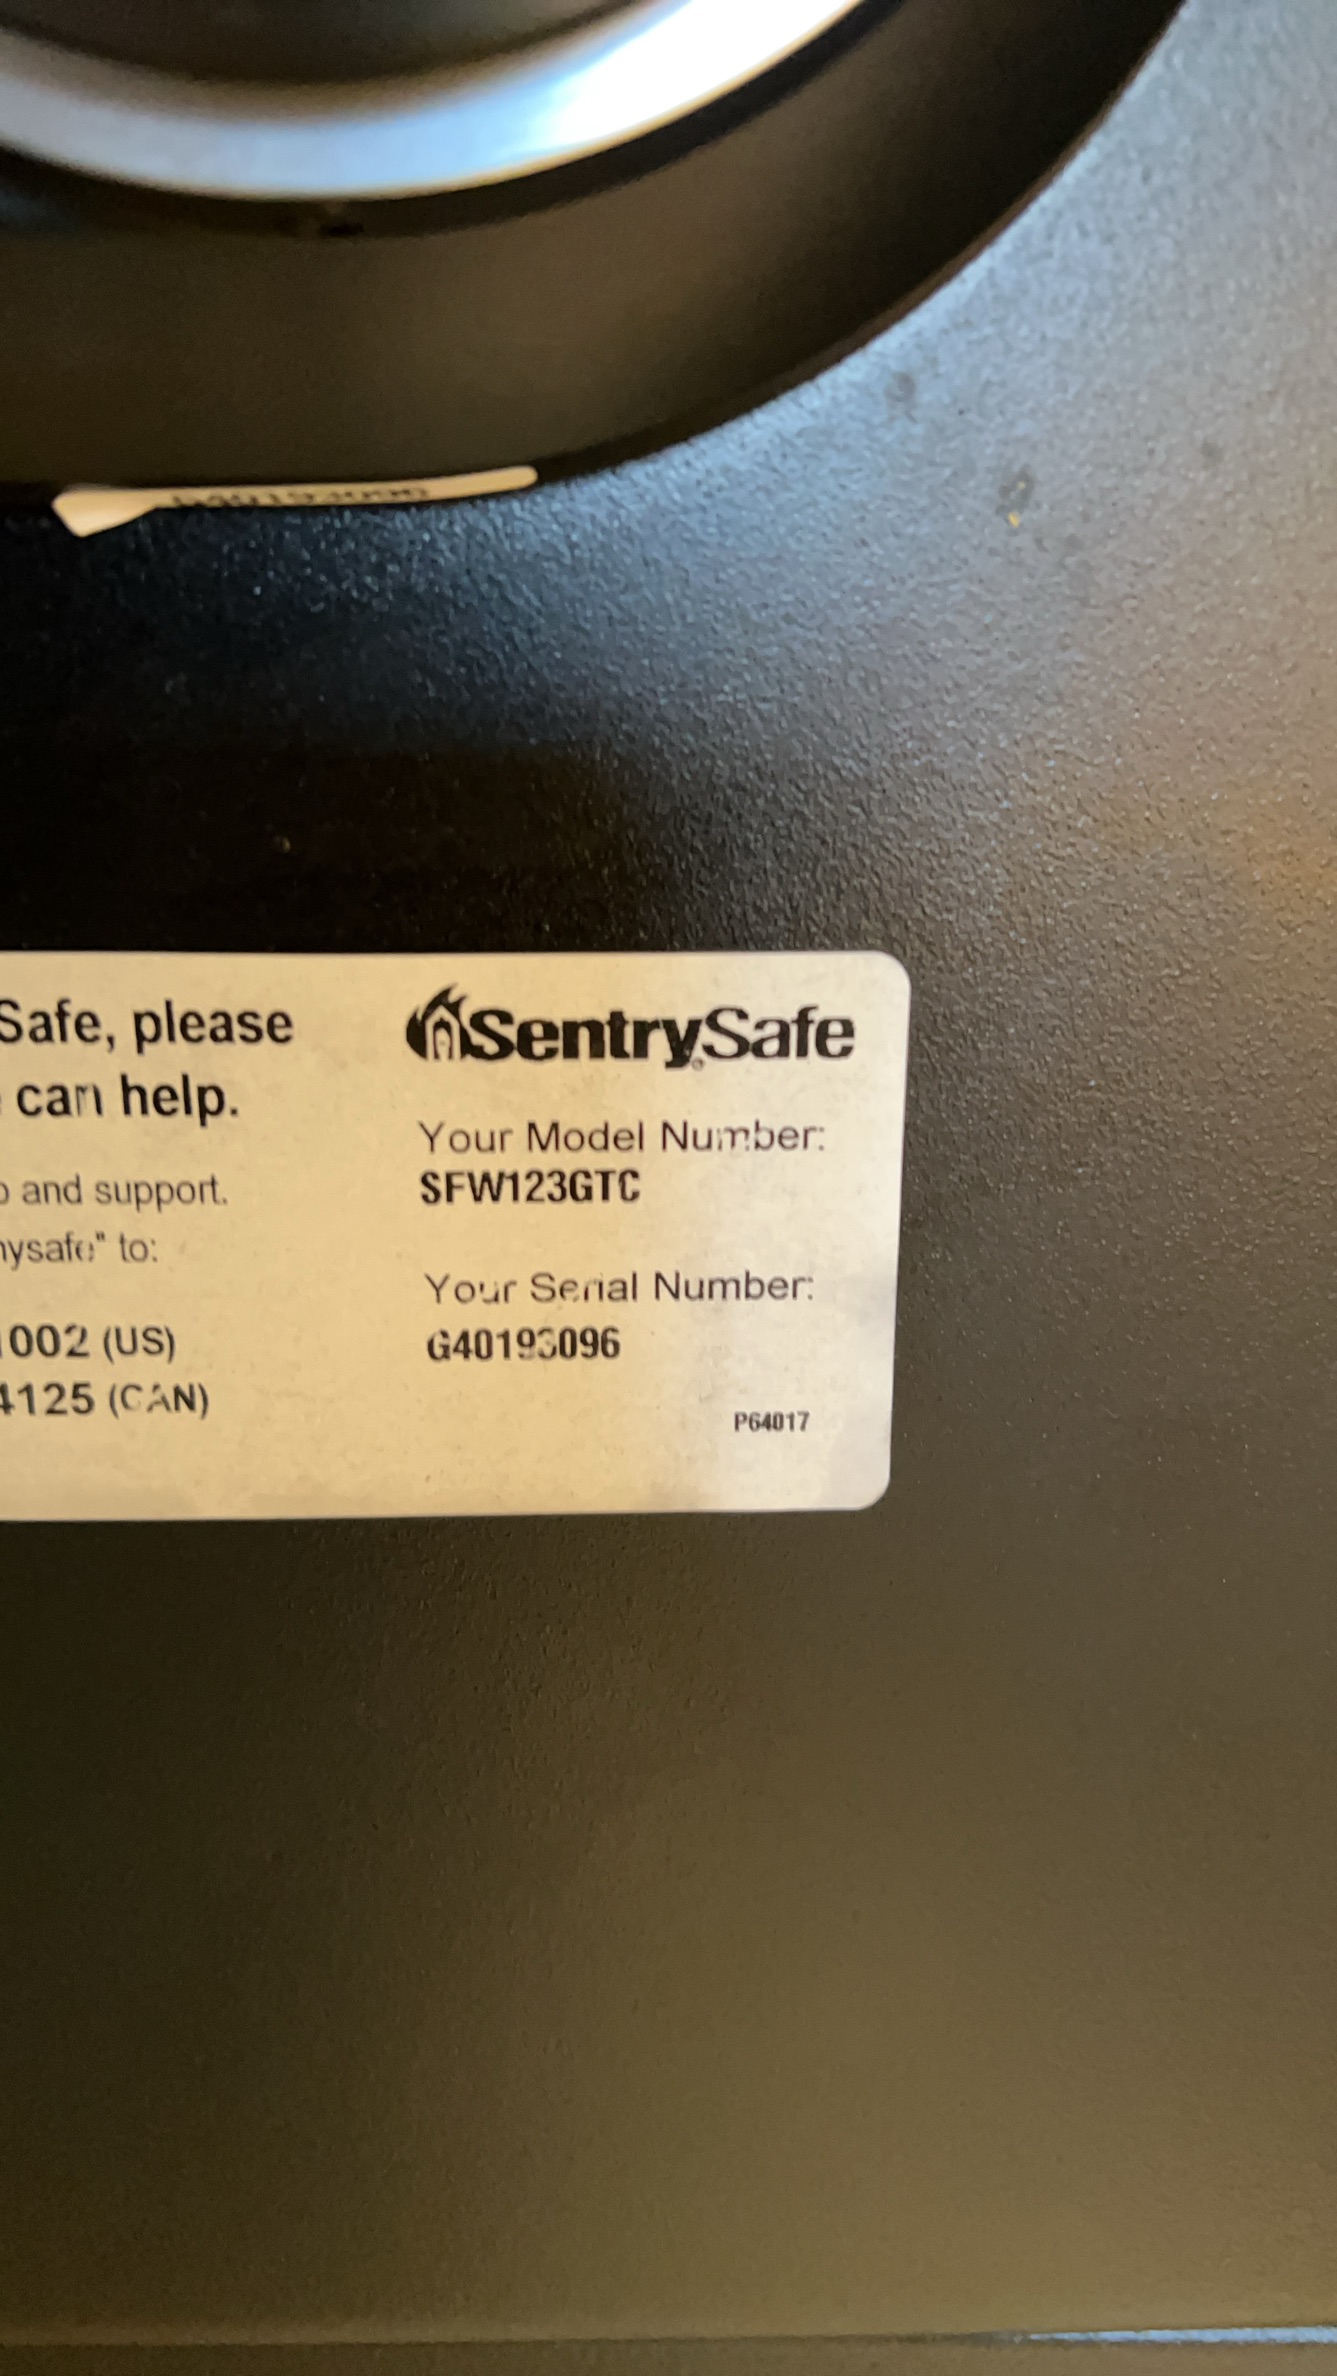 Safe, please
can help.
and support.
to:
002 (US)
4125 (CAN)
SentrySafe
Your Model Number:
SFW123GTC
Your Serial Number:
G40193096
P64017